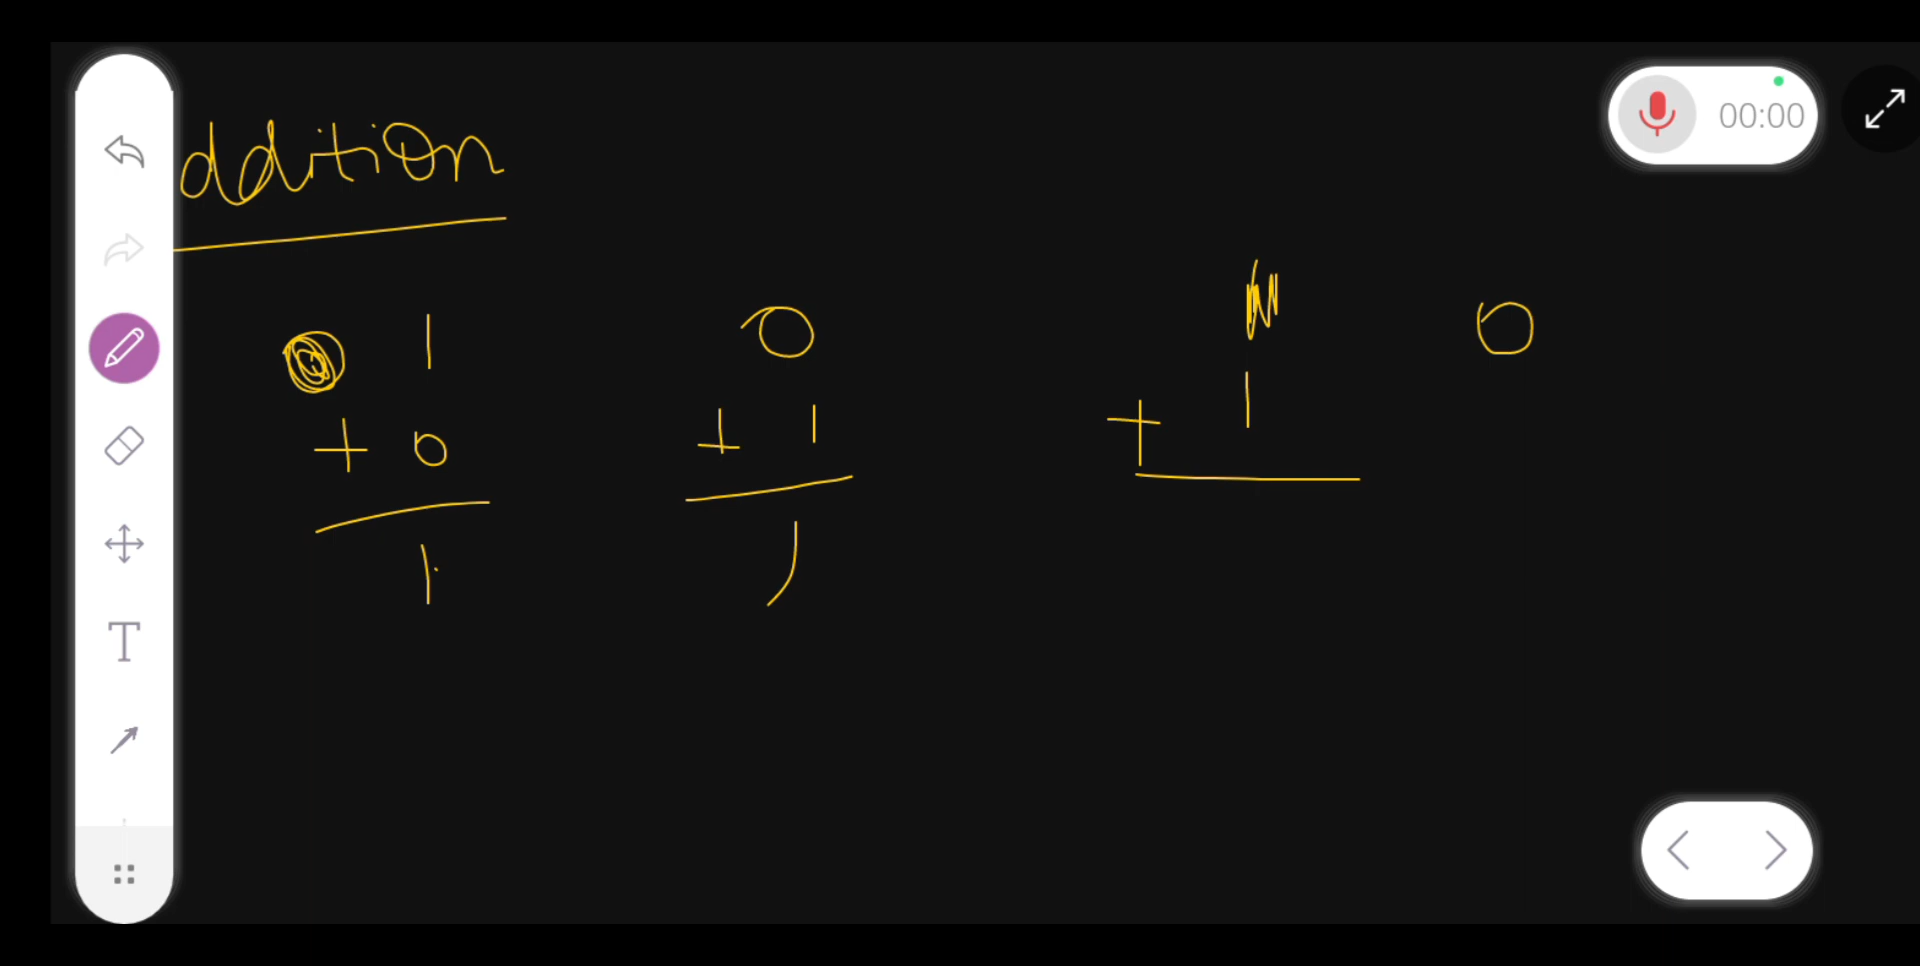 ddition
00:00
1 0 0
+ 0 + 1 + 1
1 1
T